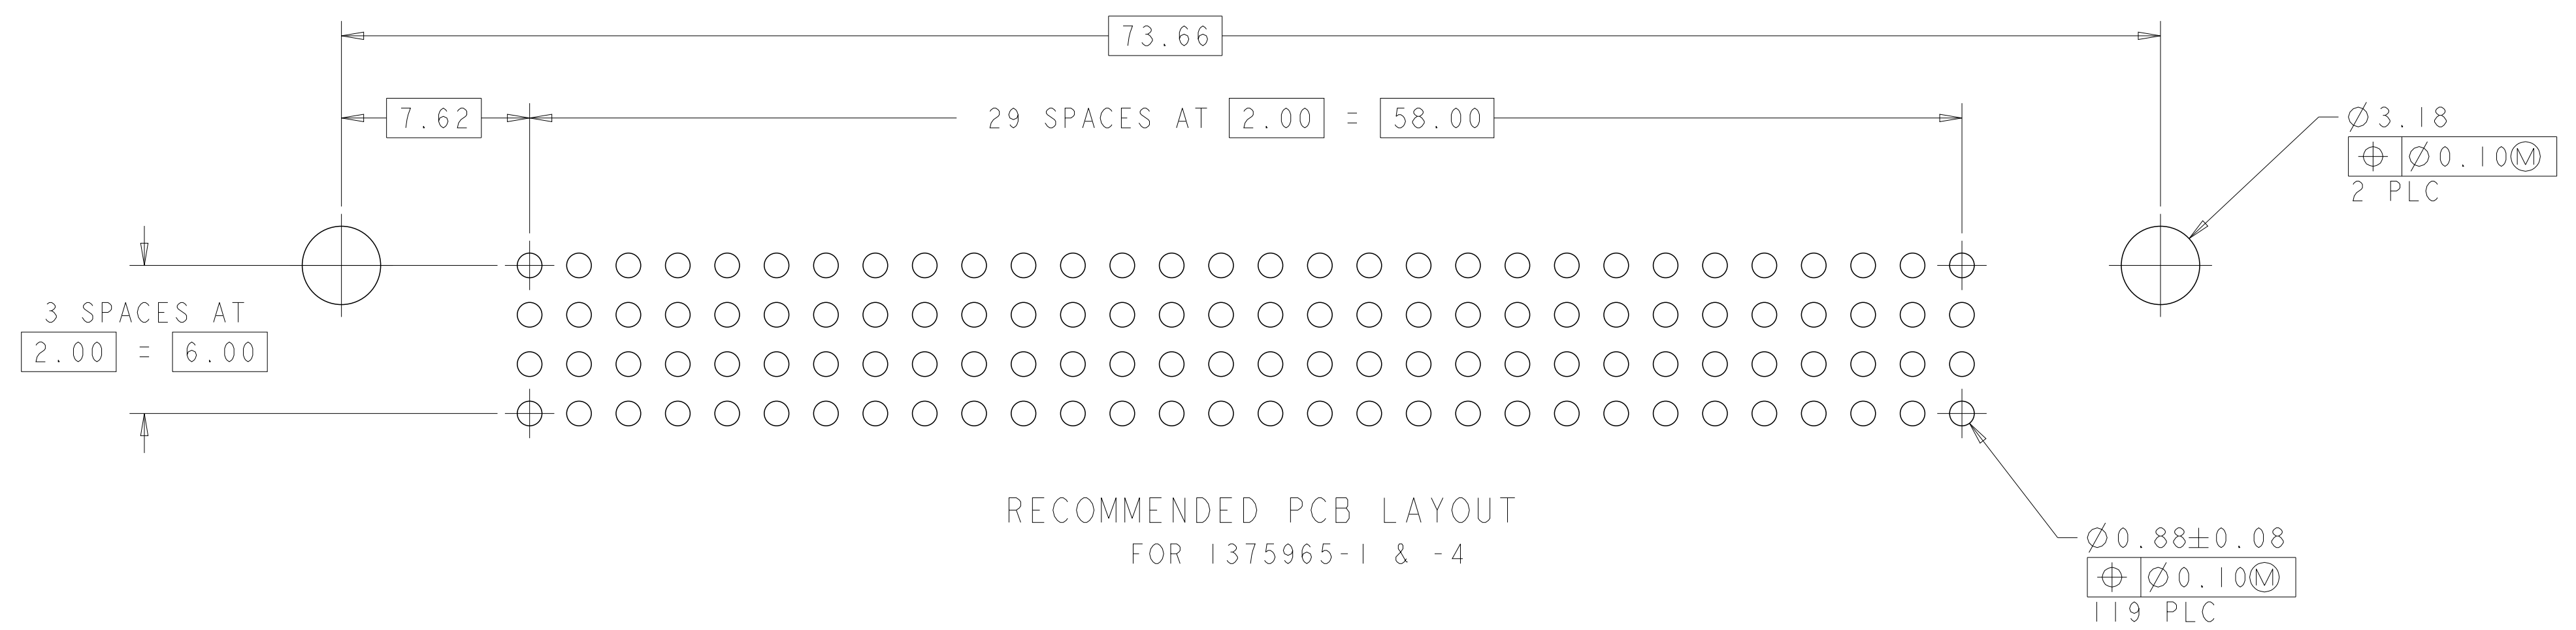 73.66
7.62
29 SPACES AT 2.00 = 58.00
Ø3.18
⌖ Ø0.10Ⓜ
2 PLC
3 SPACES AT
2.00 = 6.00
RECOMMENDED PCB LAYOUT
FOR 1375965-1 & -4
Ø0.88±0.08
⌖ Ø0.10Ⓜ
119 PLC